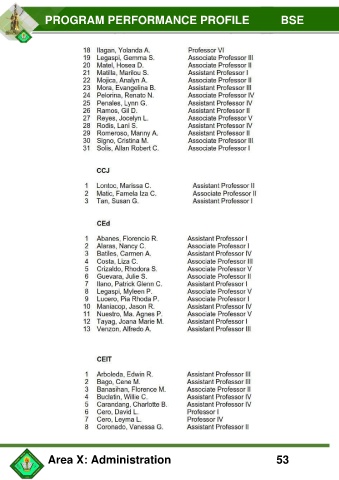 PROGRAM PERFORMANCE PROFILE BSE
18 Ilagan, Yolanda A. Professor VI
19 Legaspi, Gemma S. Associate Professor III
20 Matel, Hosea D. Associate Professor II
21 Matilla, Marilou S. Assistant Professor I
22 Mojica, Analyn A. Associate Professor II
23 Mora, Evangelina B. Assistant Professor III
24 Pelorina, Renato N. Associate Professor IV
25 Penales, Lynn G. Assistant Professor IV
26 Ramos, Gil D. Assistant Professor II
27 Reyes, Jocelyn L. Associate Professor V
28 Rodis, Lani S. Assistant Professor IV
29 Romeroso, Manny A. Assistant Professor II
30 Signo, Cristina M. Associate Professor III
31 Solis, Allan Robert C. Associate Professor I
CCJ
1 Lontoc, Marissa C. Assistant Professor II
2 Matic, Famela Iza C. Associate Professor II
3 Tan, Susan G. Assistant Professor I
CEd
1 Abanes, Florencio R. Assistant Professor I
2 Alaras, Nancy C. Associate Professor I
3 Batiles, Carmen A. Assistant Professor IV
4 Costa, Liza C. Associate Professor III
5 Crizaldo, Rhodora S. Associate Professor V
6 Guevara, Julie S. Associate Professor II
7 Ilano, Patrick Glenn C. Assistant Professor I
8 Legaspi, Myleen P. Associate Professor V
9 Lucero, Pia Rhoda P. Associate Professor I
10 Maniacop, Jason R. Assistant Professor IV
11 Nuestro, Ma. Agnes P. Associate Professor V
12 Tayag, Joana Marie M. Assistant Professor I
13 Venzon, Alfredo A. Assistant Professor III
CEIT
1 Arboleda, Edwin R. Assistant Professor III
2 Bago, Cene M. Assistant Professor III
3 Banasihan, Florence M. Associate Professor II
4 Buclatin, Willie C. Assistant Professor IV
5 Carandang, Charlotte B. Assistant Professor IV
6 Cero, David L. Professor I
7 Cero, Leyma L. Professor IV
8 Coronado, Vanessa G. Assistant Professor II
Area X: Administration 53